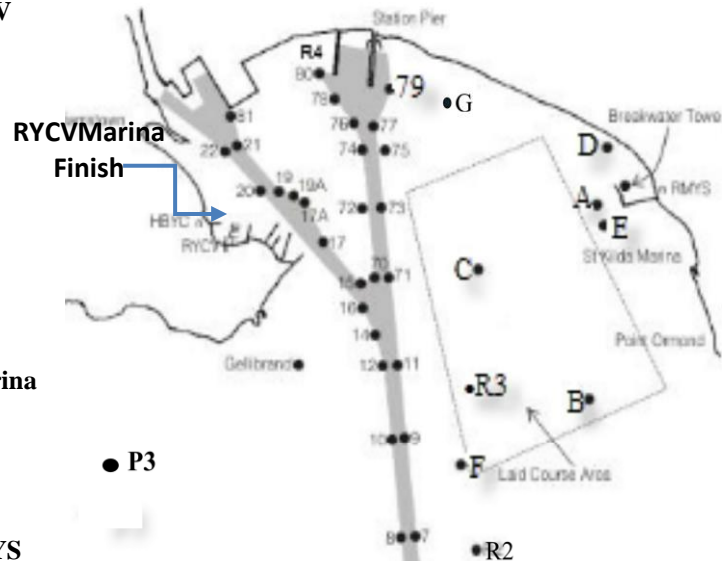 V
Station Pier
R4
80
79
G
78
81
Breakwater Tower
RYCVMarina
Finish
76
77
21
22
74
75
D
RMYS
20
19
19A
17A
A
72
73
E
HBYC
RYCV
St Kilda Marina
17
C
70
71
15
16
14
Point Ormond
Gellibrand
12
11
rina
R3
B
10
9
P3
F
Laid Course Area
8
7
R2
YS